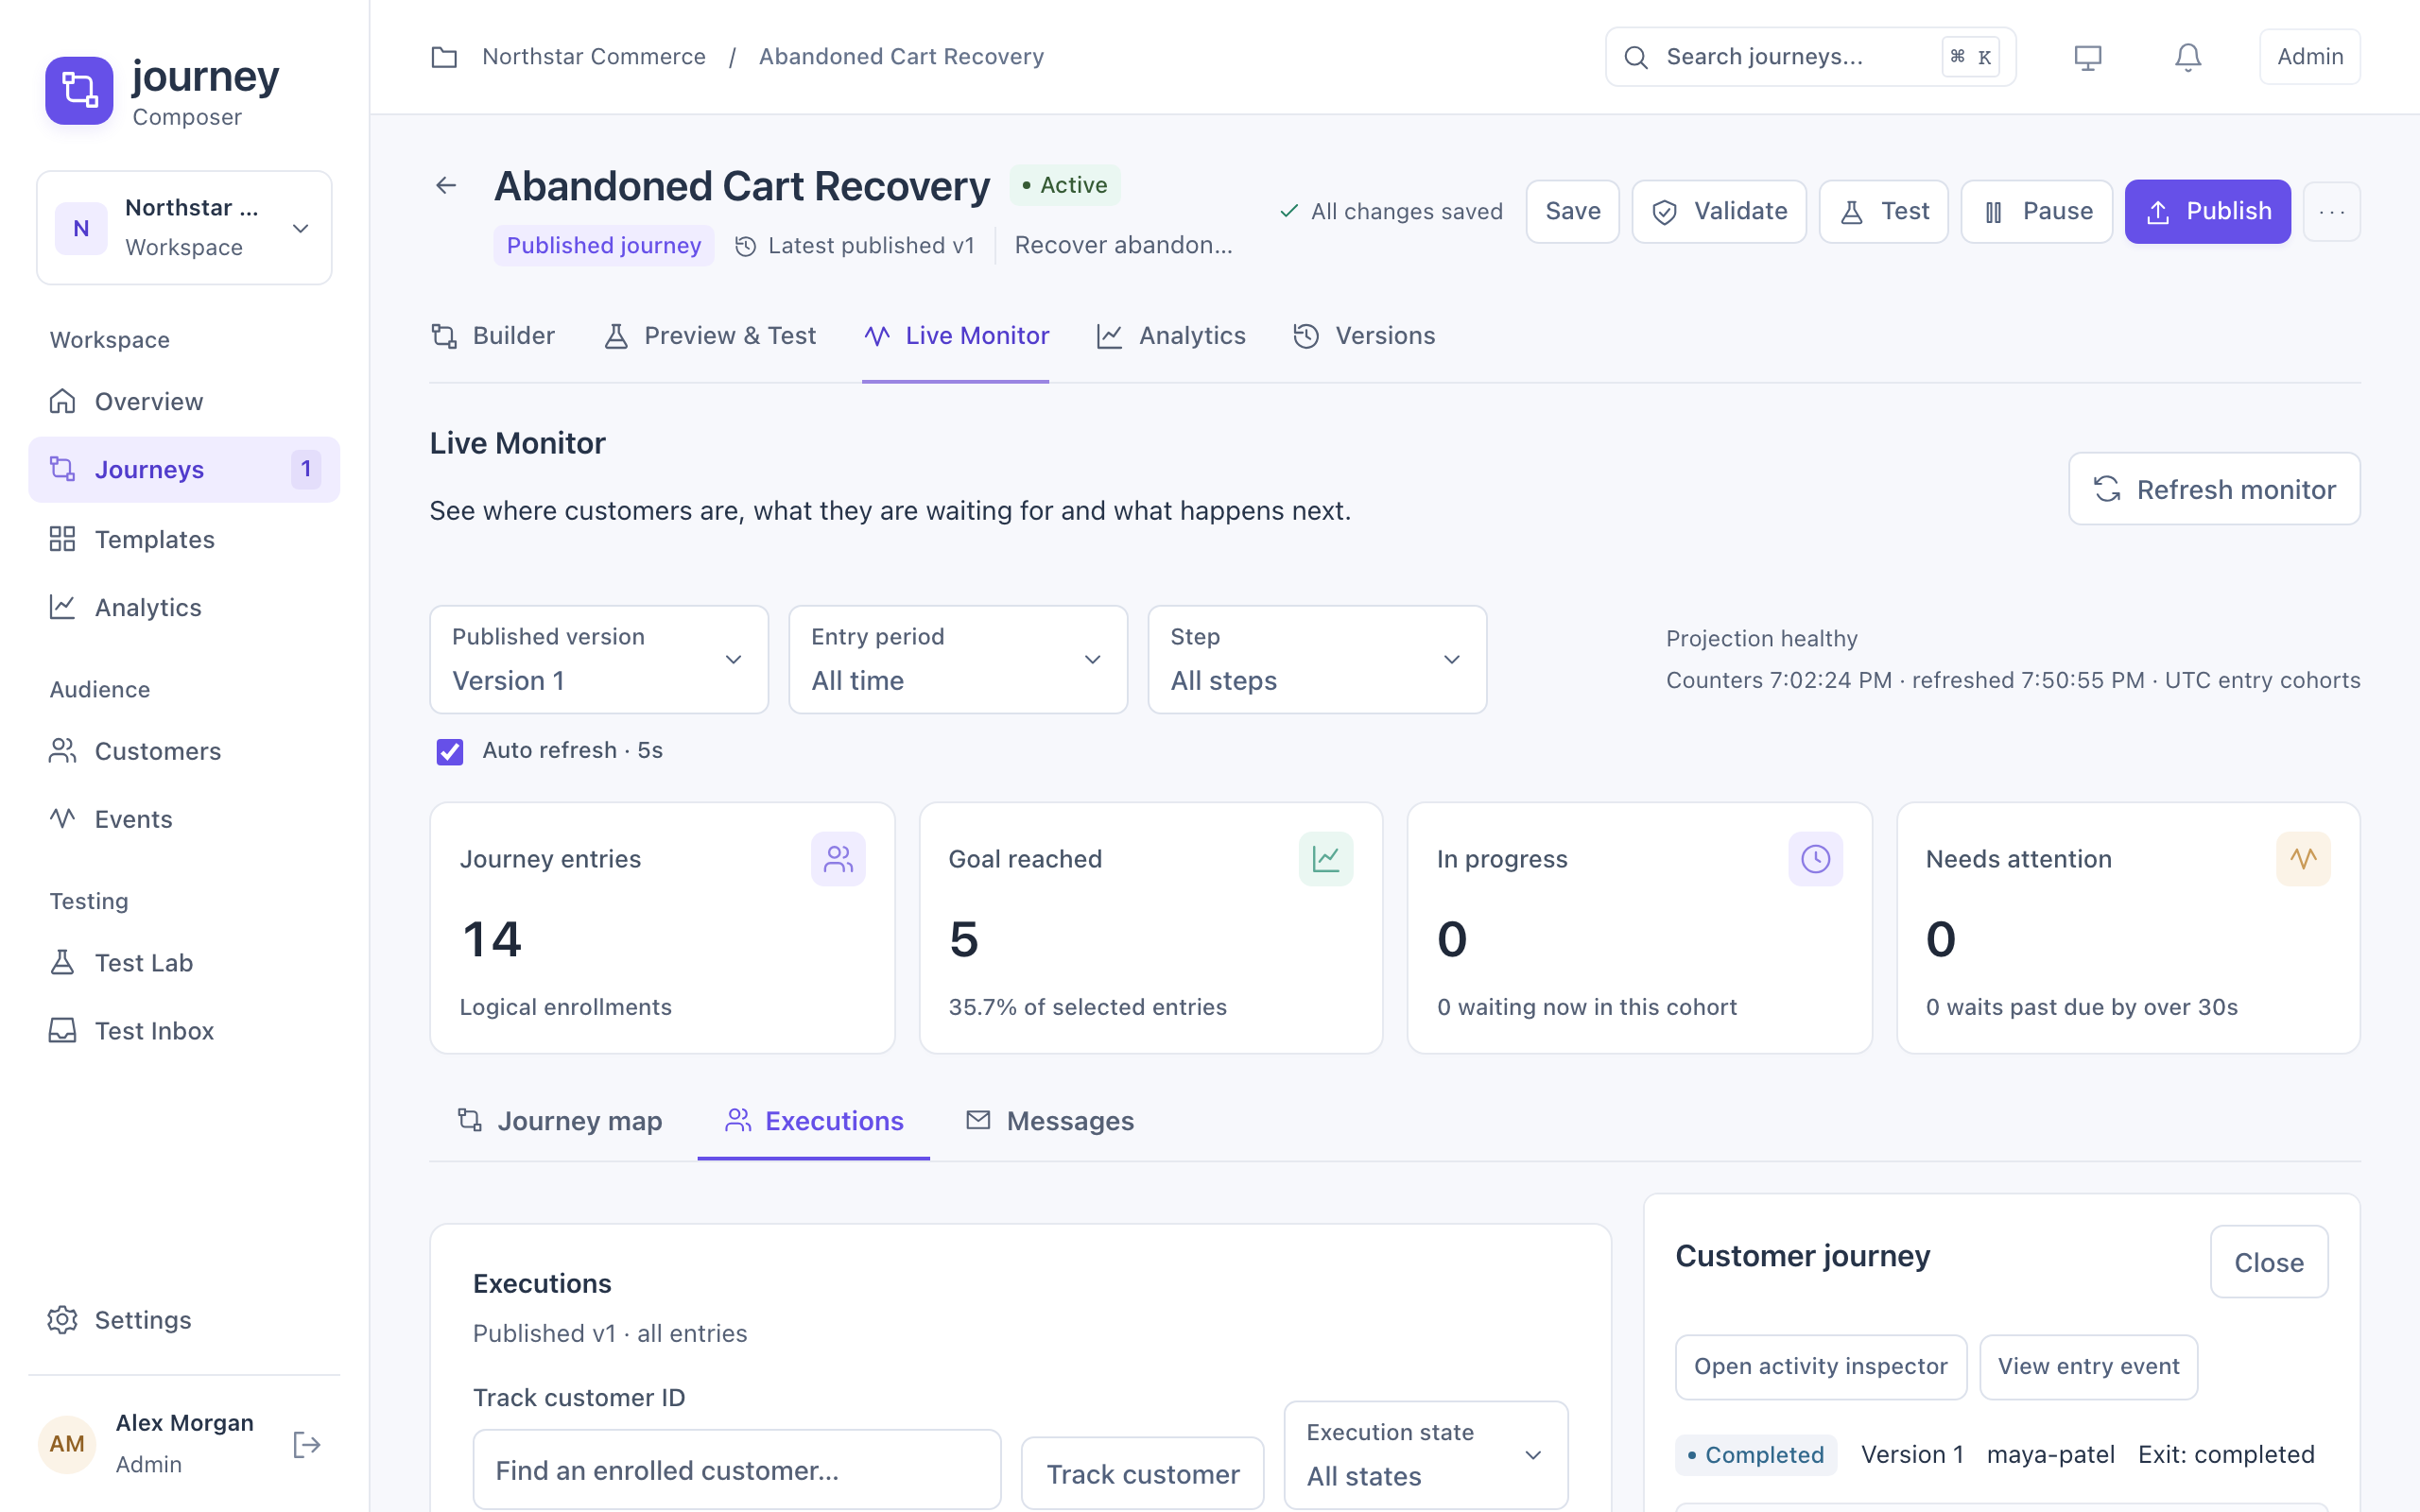 journey
Composer
N
Northstar ...
Workspace
Workspace
Overview
Journeys 1
Templates
Analytics
Audience
Customers
Events
Testing
Test Lab
Test Inbox
Settings
AM
Alex Morgan
Admin
Northstar Commerce / Abandoned Cart Recovery
Search journeys... ⌘ K
Admin
Abandoned Cart Recovery
• Active
Published journey
Latest published v1
Recover abandon...
All changes saved
Save
Validate
Test
Pause
Publish
...
Builder
Preview & Test
Live Monitor
Analytics
Versions
Live Monitor
See where customers are, what they are waiting for and what happens next.
Refresh monitor
Published version
Version 1
Entry period
All time
Step
All steps
Projection healthy
Counters 7:02:24 PM · refreshed 7:50:55 PM · UTC entry cohorts
Auto refresh · 5s
Journey entries
14
Logical enrollments
Goal reached
5
35.7% of selected entries
In progress
0
0 waiting now in this cohort
Needs attention
0
0 waits past due by over 30s
Journey map
Executions
Messages
Executions
Published v1 · all entries
Track customer ID
Find an enrolled customer...
Track customer
Execution state
All states
Customer journey
Close
Open activity inspector
View entry event
• Completed
Version 1
maya-patel
Exit: completed